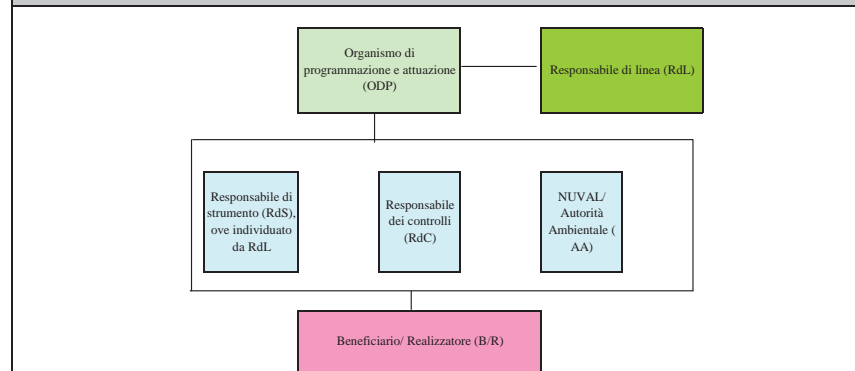 Organismo di
programmazione e attuazione
(ODP)
Responsabile di linea (RdL)
Responsabile di
strumento (RdS),
ove individuato
da RdL
Responsabile
dei controlli
(RdC)
NUVAL/
Autorità
Ambientale (
AA)
Beneficiario/ Realizzatore (B/R)